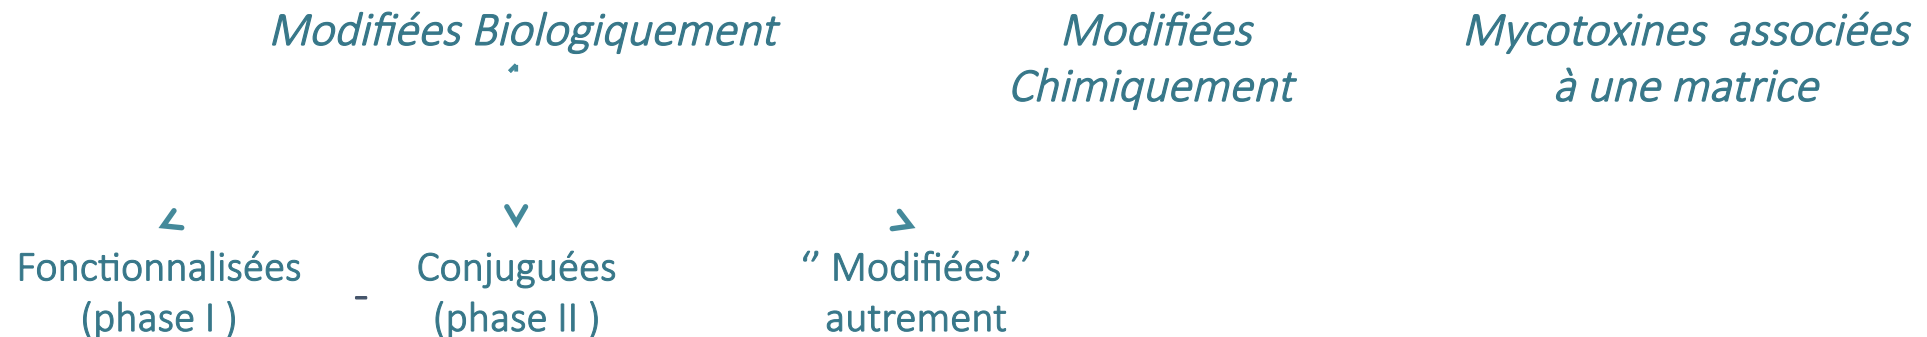 Modifiées Biologiquement
Modifiées
Chimiquement
Mycotoxines associées
à une matrice
Fonctionnalisées
(phase I )
-
Conjuguées
(phase II )
‘’ Modifiées ’’
autrement